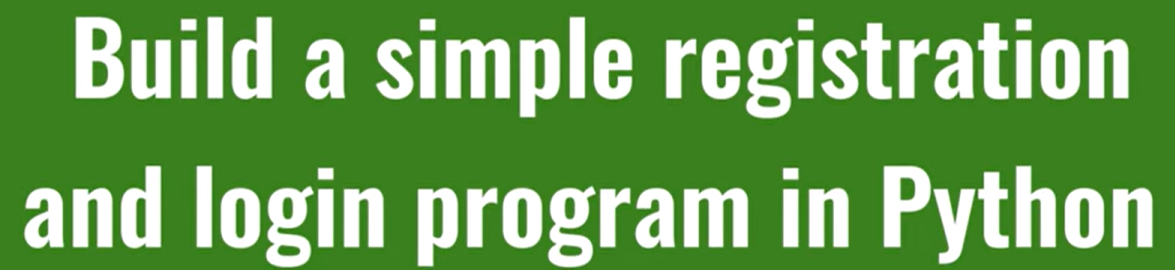 Build a simple registration
and login program in Python